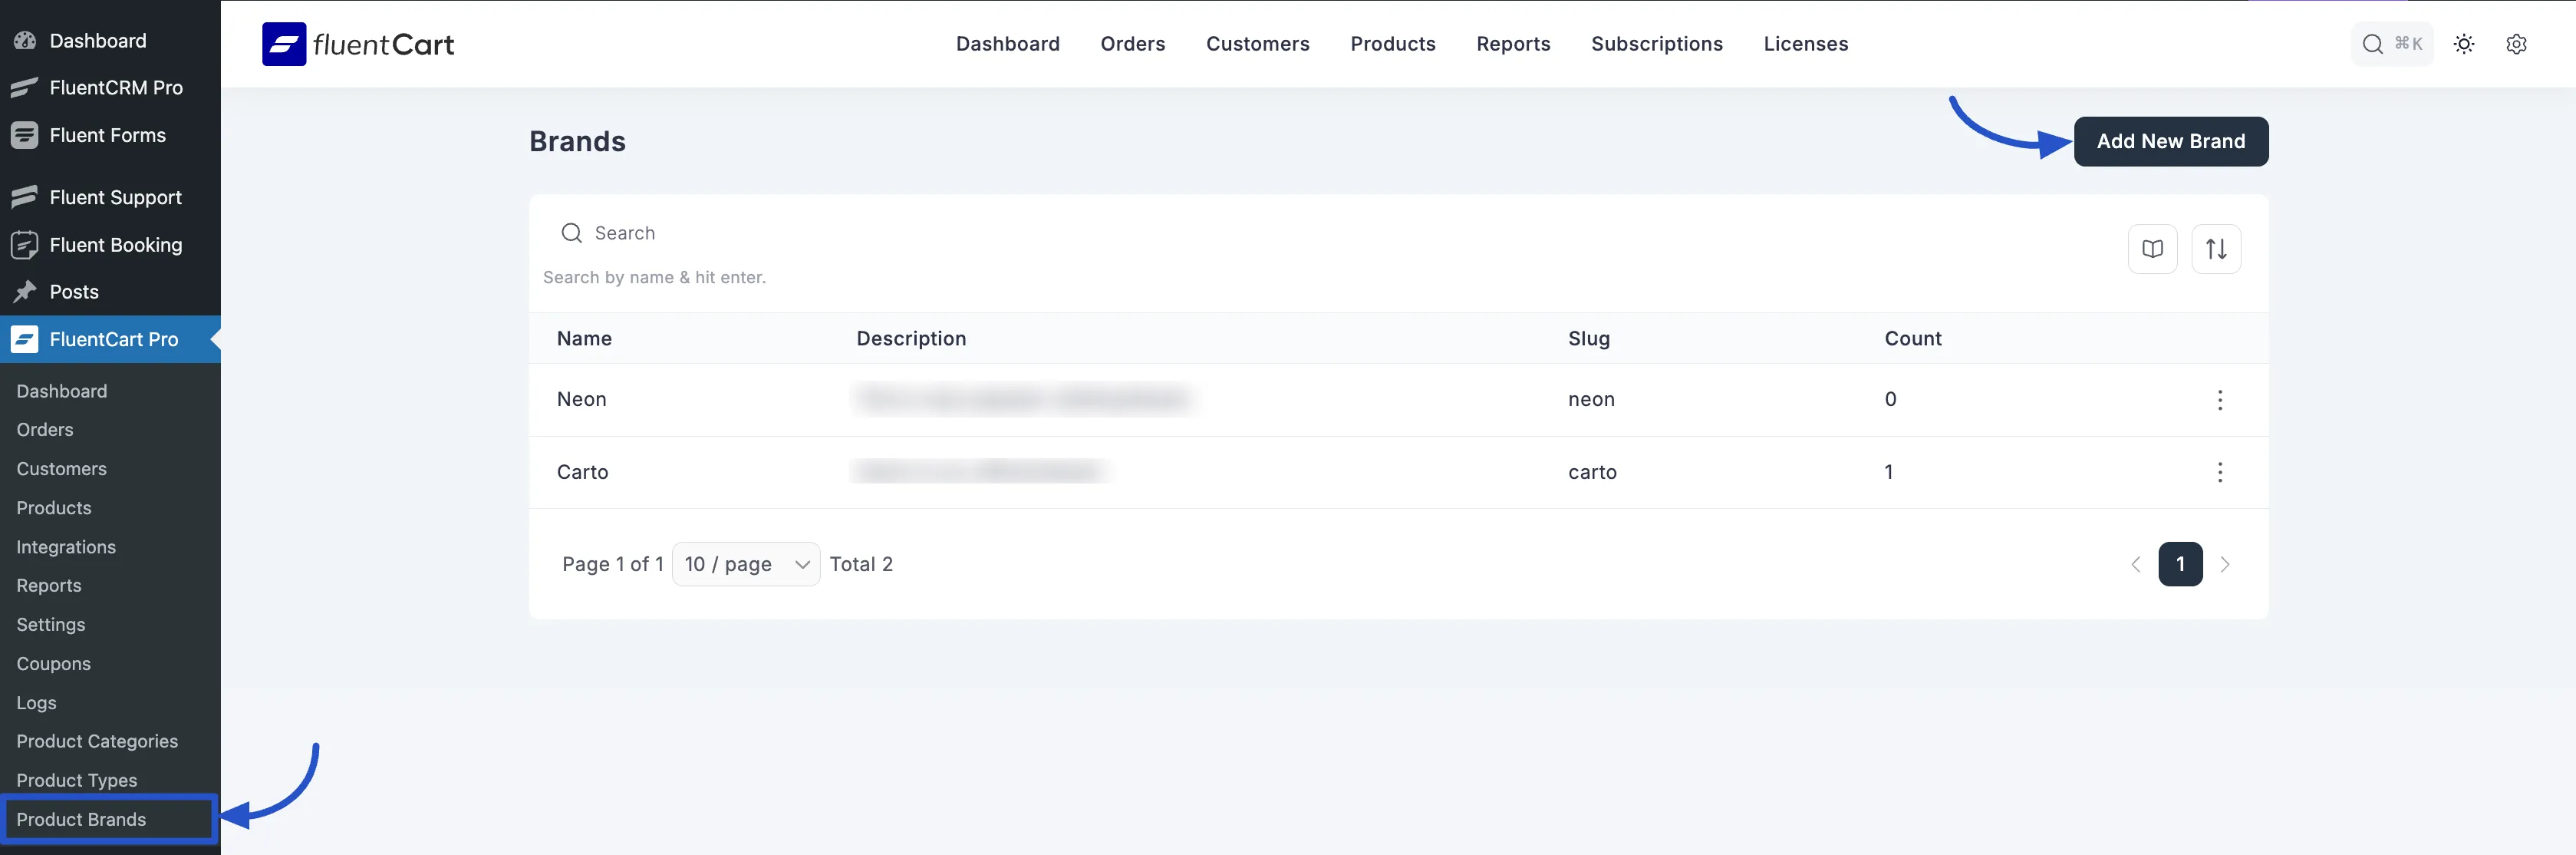 Dashboard
FluentCRM Pro
Fluent Forms
Fluent Support
Fluent Booking
Posts
FluentCart Pro
Dashboard
Orders
Customers
Products
Integrations
Reports
Settings
Coupons
Logs
Product Categories
Product Types
Product Brands
fluentCart
Dashboard Orders Customers Products Reports Subscriptions Licenses
⌘K
Brands
Add New Brand
Search
Search by name & hit enter.
Name Description Slug Count
Neon neon 0
Carto carto 1
Page 1 of 1 10 / page Total 2
1